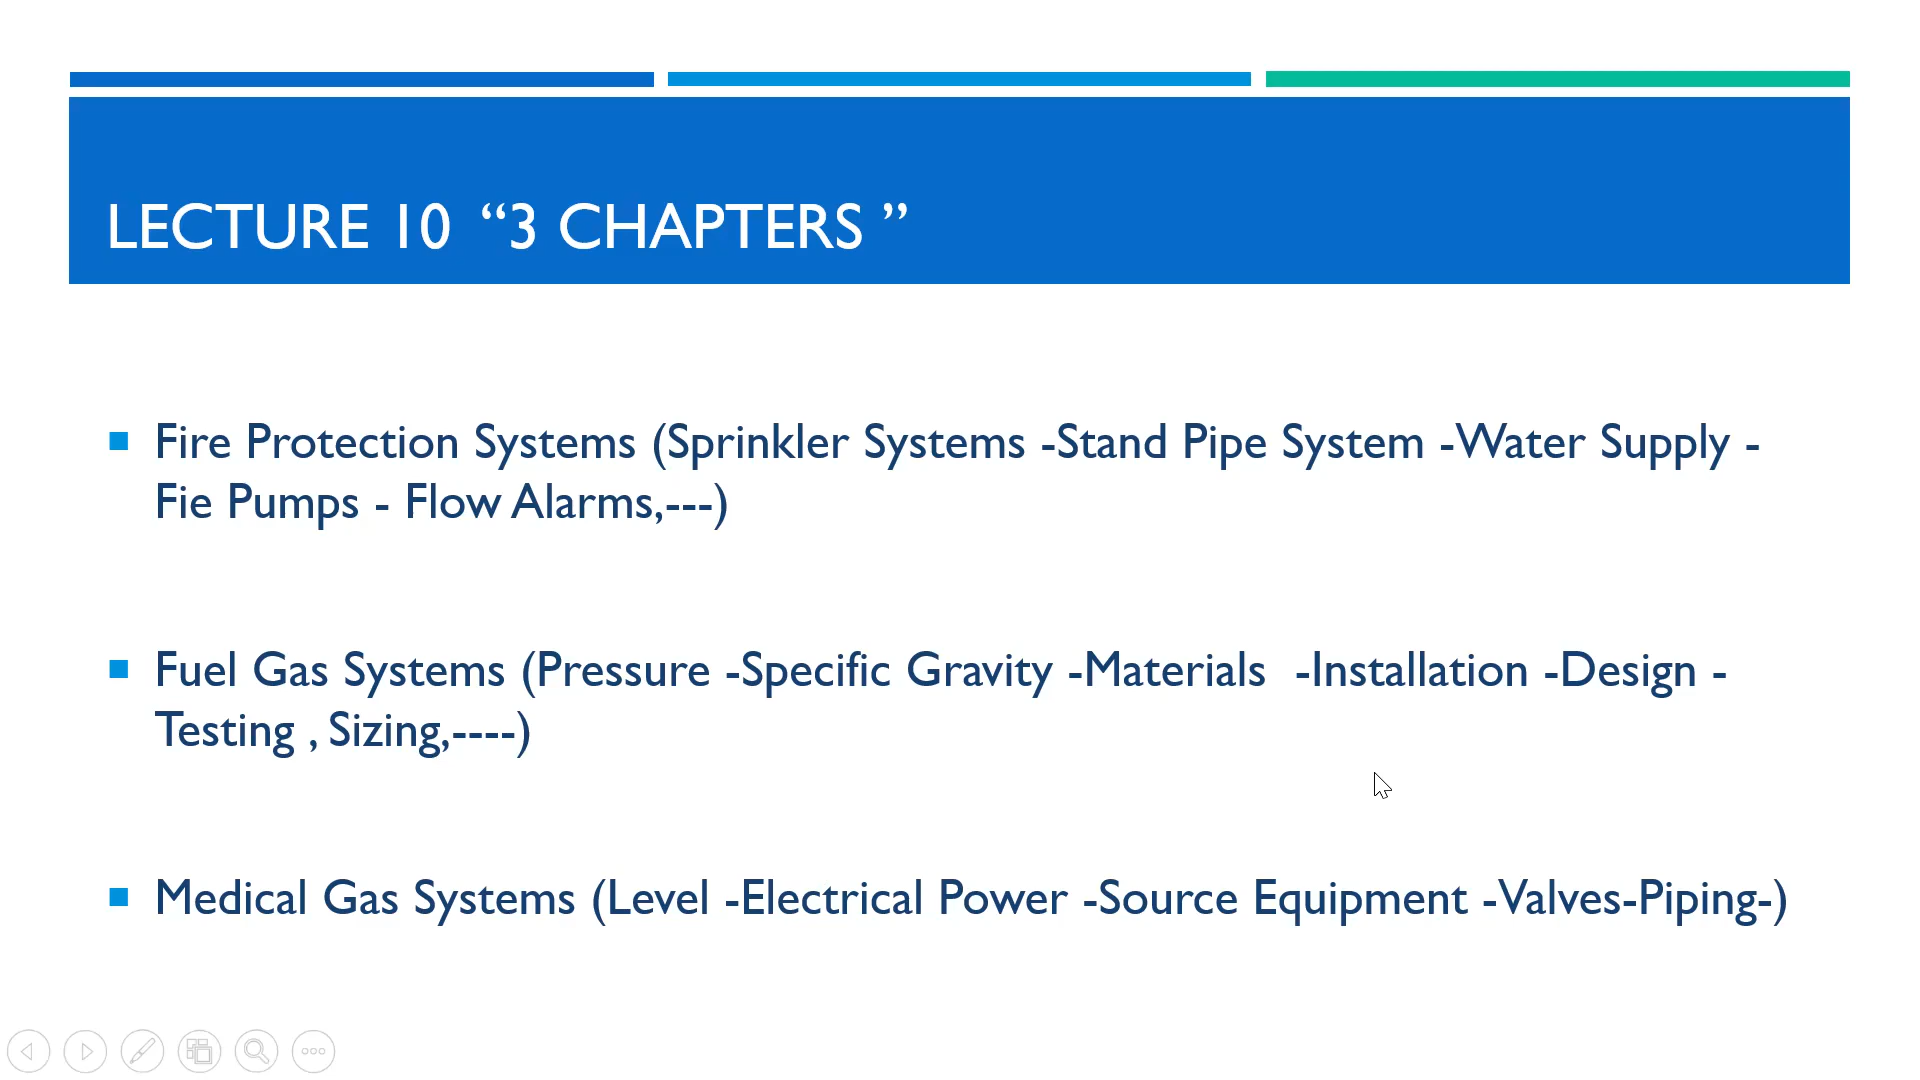 LECTURE 10 “3 CHAPTERS ”
Fire Protection Systems (Sprinkler Systems -Stand Pipe System -Water Supply -
Fie Pumps - Flow Alarms,---)
Fuel Gas Systems (Pressure -Specific Gravity -Materials  -Installation -Design -
Testing , Sizing,----)
Medical Gas Systems (Level -Electrical Power -Source Equipment -Valves-Piping-)